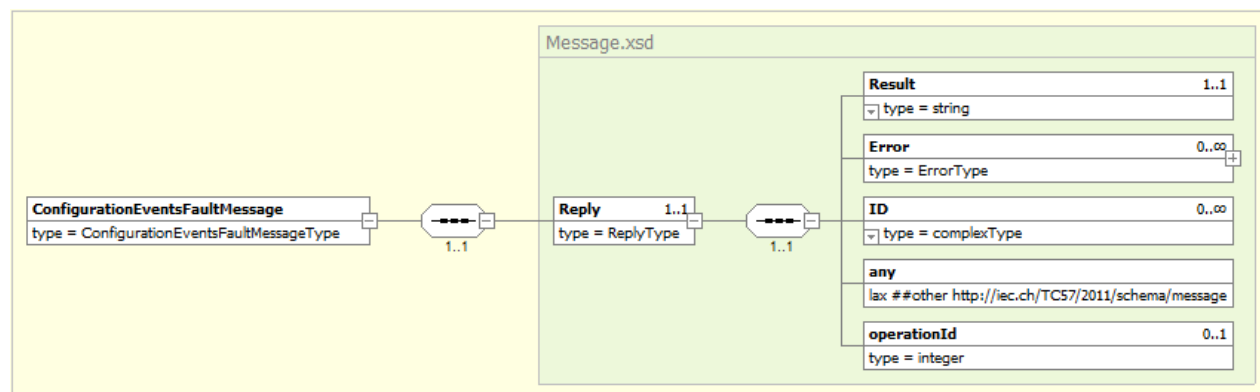 Message.xsd
Result 1..1
type = string
Error 0..∞
type = ErrorType
ConfigurationEventsFaultMessage
type = ConfigurationEventsFaultMessageType
1..1
Reply 1..1
type = ReplyType
1..1
ID 0..∞
type = complexType
any
lax ##other http://iec.ch/TC57/2011/schema/message
operationId 0..1
type = integer